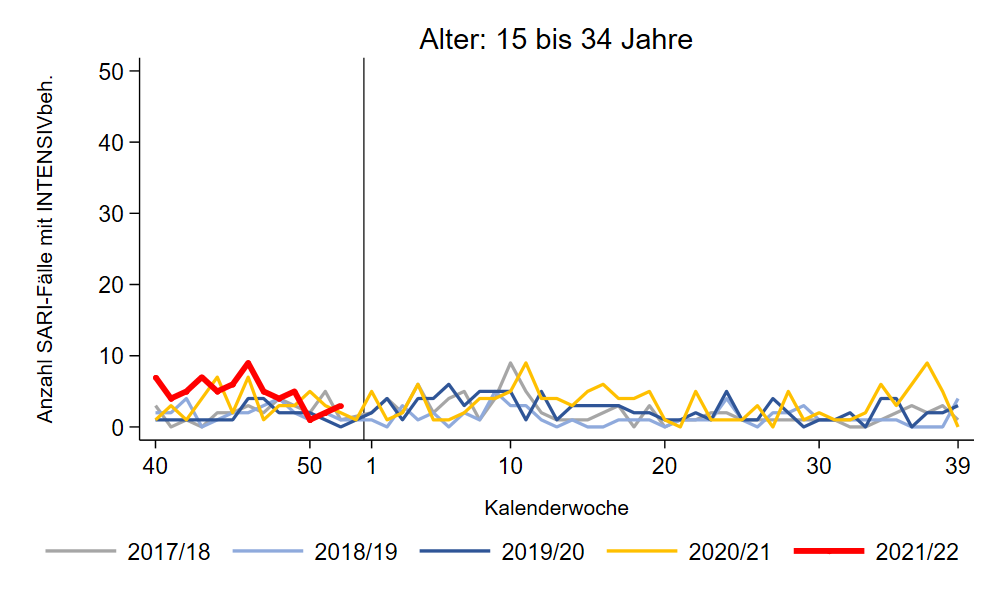 Alter: 15 bis 34 Jahre
Anzahl SARI-Fälle mit INTENSIVbeh.
50
40
30
20
10
0
40 50 1 10 20 30 39
Kalenderwoche
2017/18 2018/19 2019/20 2020/21 2021/22